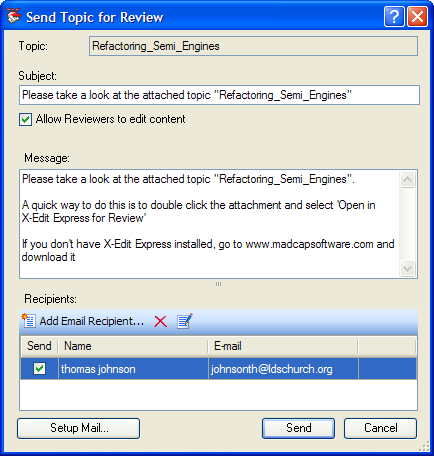 Send Topic for Review
Topic: Refactoring_Semi_Engines
Subject:
Please take a look at the attached topic "Refactoring_Semi_Engines"
Allow Reviewers to edit content
Message:
Please take a look at the attached topic "Refactoring_Semi_Engines".
A quick way to do this is to double click the attachment and select 'Open in
X-Edit Express for Review'
If you don't have X-Edit Express installed, go to www.madcapsoftware.com and
download it
Recipients:
Add Email Recipient...
Send Name E-mail
thomas johnson johnsonth@ldschurch.org
Setup Mail... Send Cancel